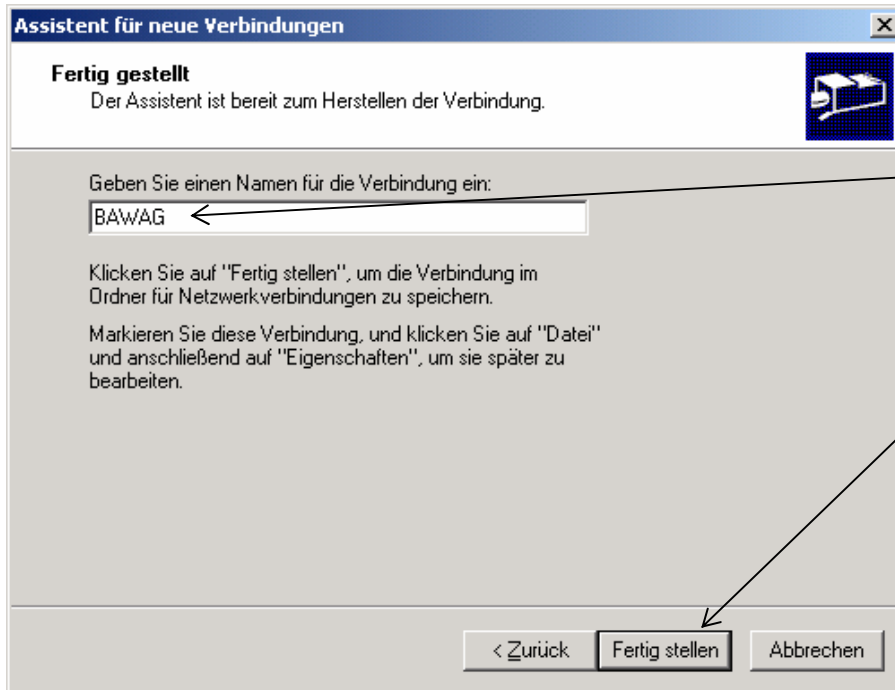 Assistent für neue Verbindungen
Fertig gestellt
Der Assistent ist bereit zum Herstellen der Verbindung.
Geben Sie einen Namen für die Verbindung ein:
BAWAG
Klicken Sie auf "Fertig stellen", um die Verbindung im
Ordner für Netzwerkverbindungen zu speichern.
Markieren Sie diese Verbindung, und klicken Sie auf "Datei"
und anschließend auf "Eigenschaften", um sie später zu
bearbeiten.
< Zurück Fertig stellen Abbrechen